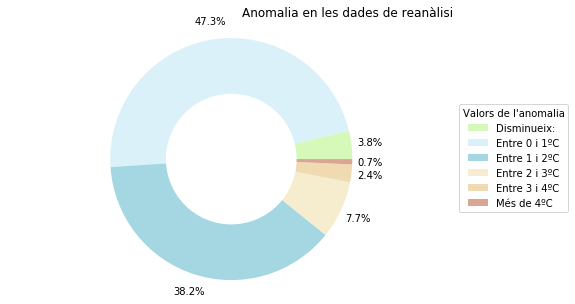 Anomalia en les dades de reanàlisi
47.3%
3.8%
0.7%
2.4%
7.7%
38.2%
Valors de l'anomalia
Disminueix:
Entre 0 i 1ºC
Entre 1 i 2ºC
Entre 2 i 3ºC
Entre 3 i 4ºC
Més de 4ºC